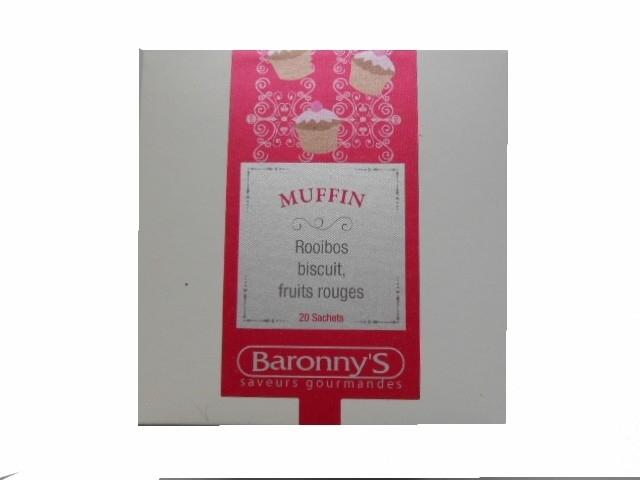 MUFFIN
Rooibos
biscuit,
fruits rouges
20 Sachets
Baronny'S
saveurs gourmandes